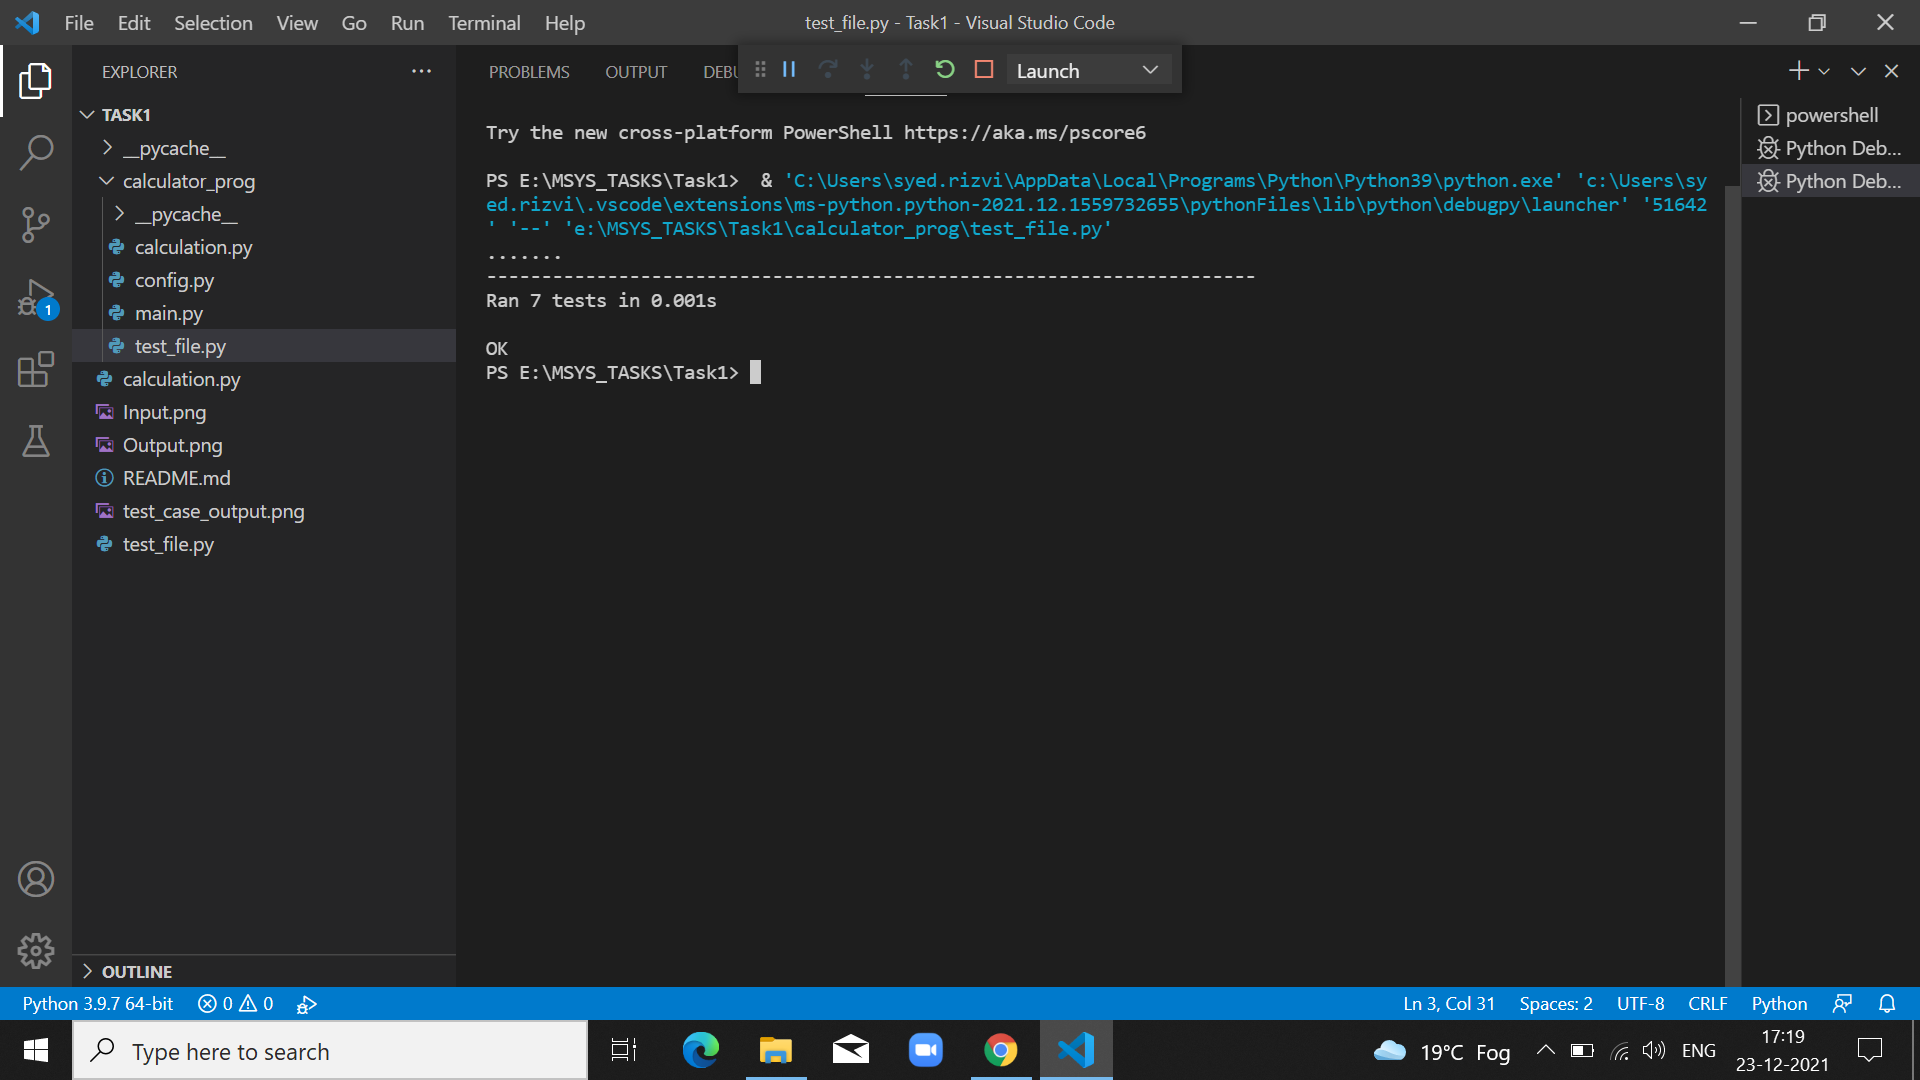 File Edit Selection View Go Run Terminal Help
test_file.py - Task1 - Visual Studio Code
EXPLORER
TASK1
__pycache__
calculator_prog
__pycache__
calculation.py
config.py
main.py
test_file.py
calculation.py
Input.png
Output.png
README.md
test_case_output.png
test_file.py
OUTLINE
PROBLEMS OUTPUT DEBU
Launch
Try the new cross-platform PowerShell https://aka.ms/pscore6
PS E:\MSYS_TASKS\Task1>  & 'C:\Users\syed.rizvi\AppData\Local\Programs\Python\Python39\python.exe' 'c:\Users\sy
ed.rizvi\.vscode\extensions\ms-python.python-2021.12.1559732655\pythonFiles\lib\python\debugpy\launcher' '51642
' '--' 'e:\MSYS_TASKS\Task1\calculator_prog\test_file.py'
.......
----------------------------------------------------------------------
Ran 7 tests in 0.001s
OK
PS E:\MSYS_TASKS\Task1>
powershell
Python Deb...
Python Deb...
1
Python 3.9.7 64-bit 0 0
Ln 3, Col 31 Spaces: 2 UTF-8 CRLF Python
Type here to search
19°C Fog
ENG
17:19
23-12-2021